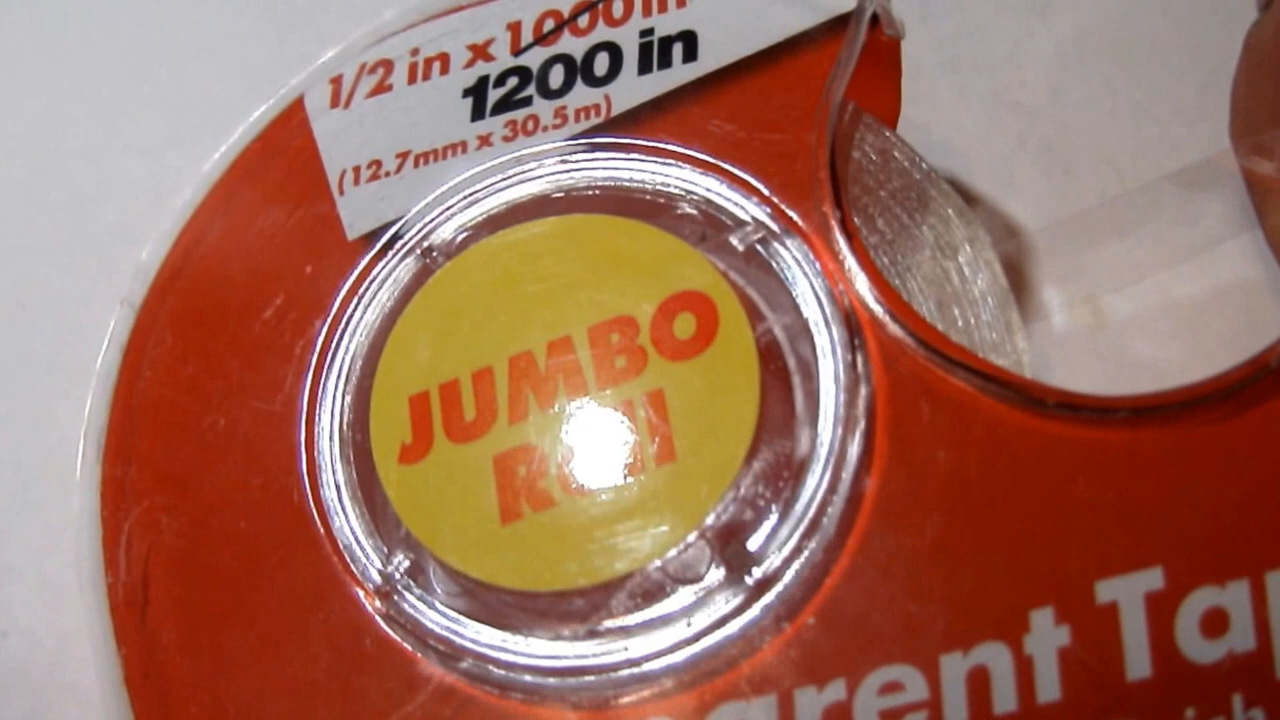 1/2 in x 1000 in
1200 in
(12.7mm x 30.5m)
JUMBO
ROll
arent Tap